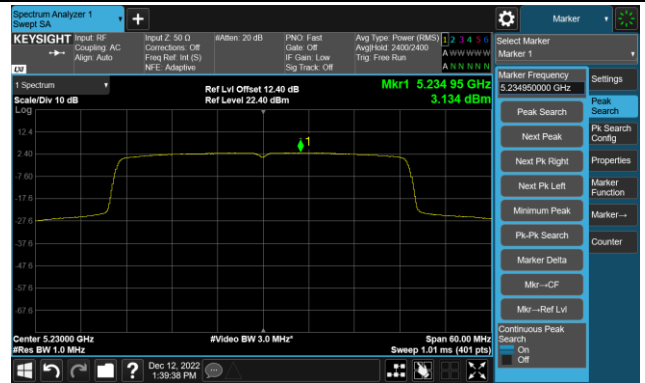 Spectrum Analyzer 1
Swept SA
Marker
KEYSIGHT
LXI
Input: RF
Coupling: AC
Align: Auto
Input Z: 50 Ω
Corrections: Off
Freq Ref: Int (S)
NFE: Adaptive
#Atten: 20 dB
PNO: Fast
Gate: Off
IF Gain: Low
Sig Track: Off
Avg Type: Power (RMS)
Avg|Hold: 2400/2400
Trig: Free Run
1 2 3 4 5 6
A W W W W W
A N N N N N
Select Marker
Marker 1
1 Spectrum
Scale/Div 10 dB
Log
Ref Lvl Offset 12.40 dB
Ref Level 22.40 dBm
Mkr1 5.234 95 GHz
3.134 dBm
12.4
2.40
-7.60
-17.6
-27.6
-37.6
-47.6
-57.6
-67.6
1
Center 5.23000 GHz
#Res BW 1.0 MHz
#Video BW 3.0 MHz*
Span 60.00 MHz
Sweep 1.01 ms (401 pts)
Marker Frequency
5.234950000 GHz
Peak Search
Next Peak
Next Pk Right
Next Pk Left
Minimum Peak
Pk-Pk Search
Marker Delta
Mkr→CF
Mkr→Ref Lvl
Continuous Peak
Search
On
Off
Settings
Peak
Search
Pk Search
Config
Properties
Marker
Function
Marker→
Counter
Dec 12, 2022
1:39:38 PM